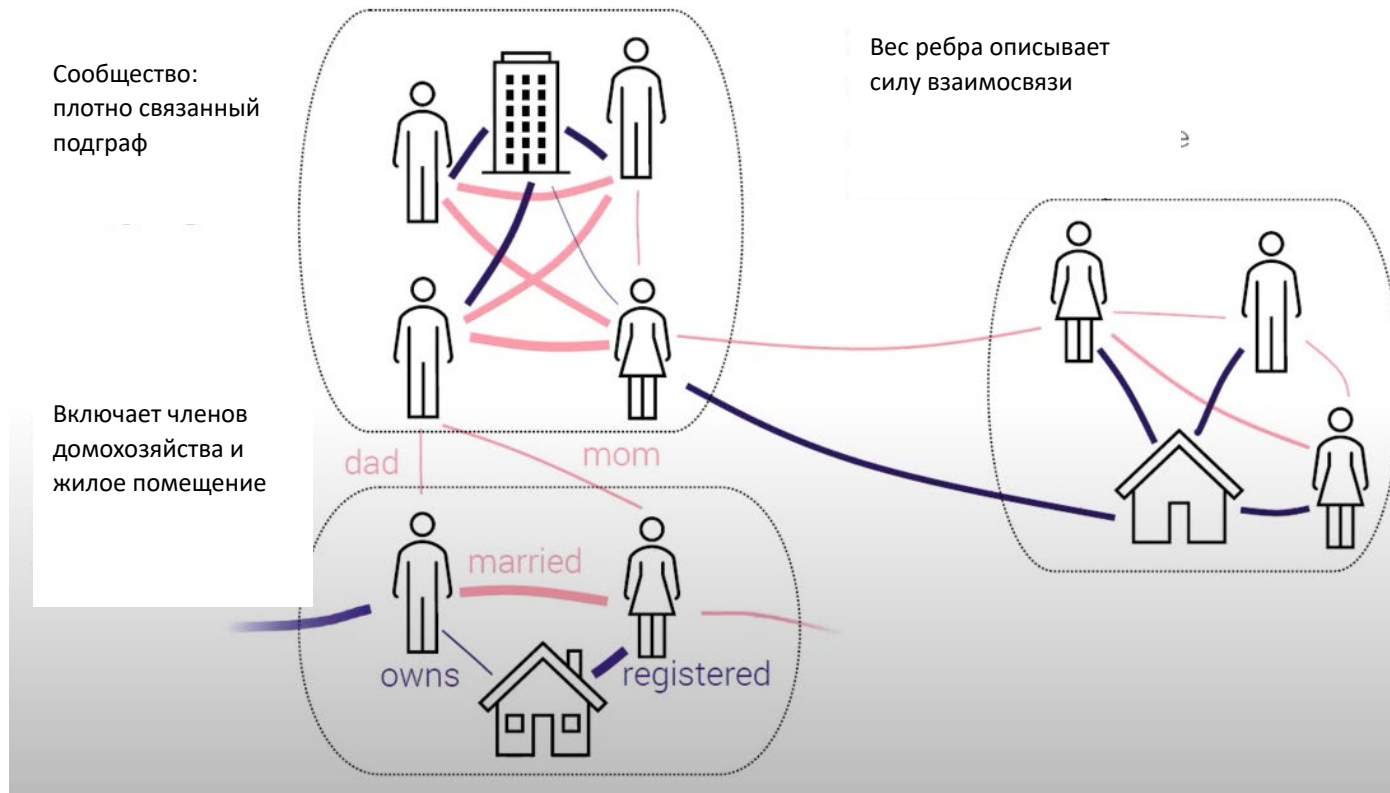 Сообщество:
плотно связанный
подграф
Вес ребра описывает
силу взаимосвязи
Включает членов
домохозяйства и
жилое помещение
dad
mom
married
owns
registered